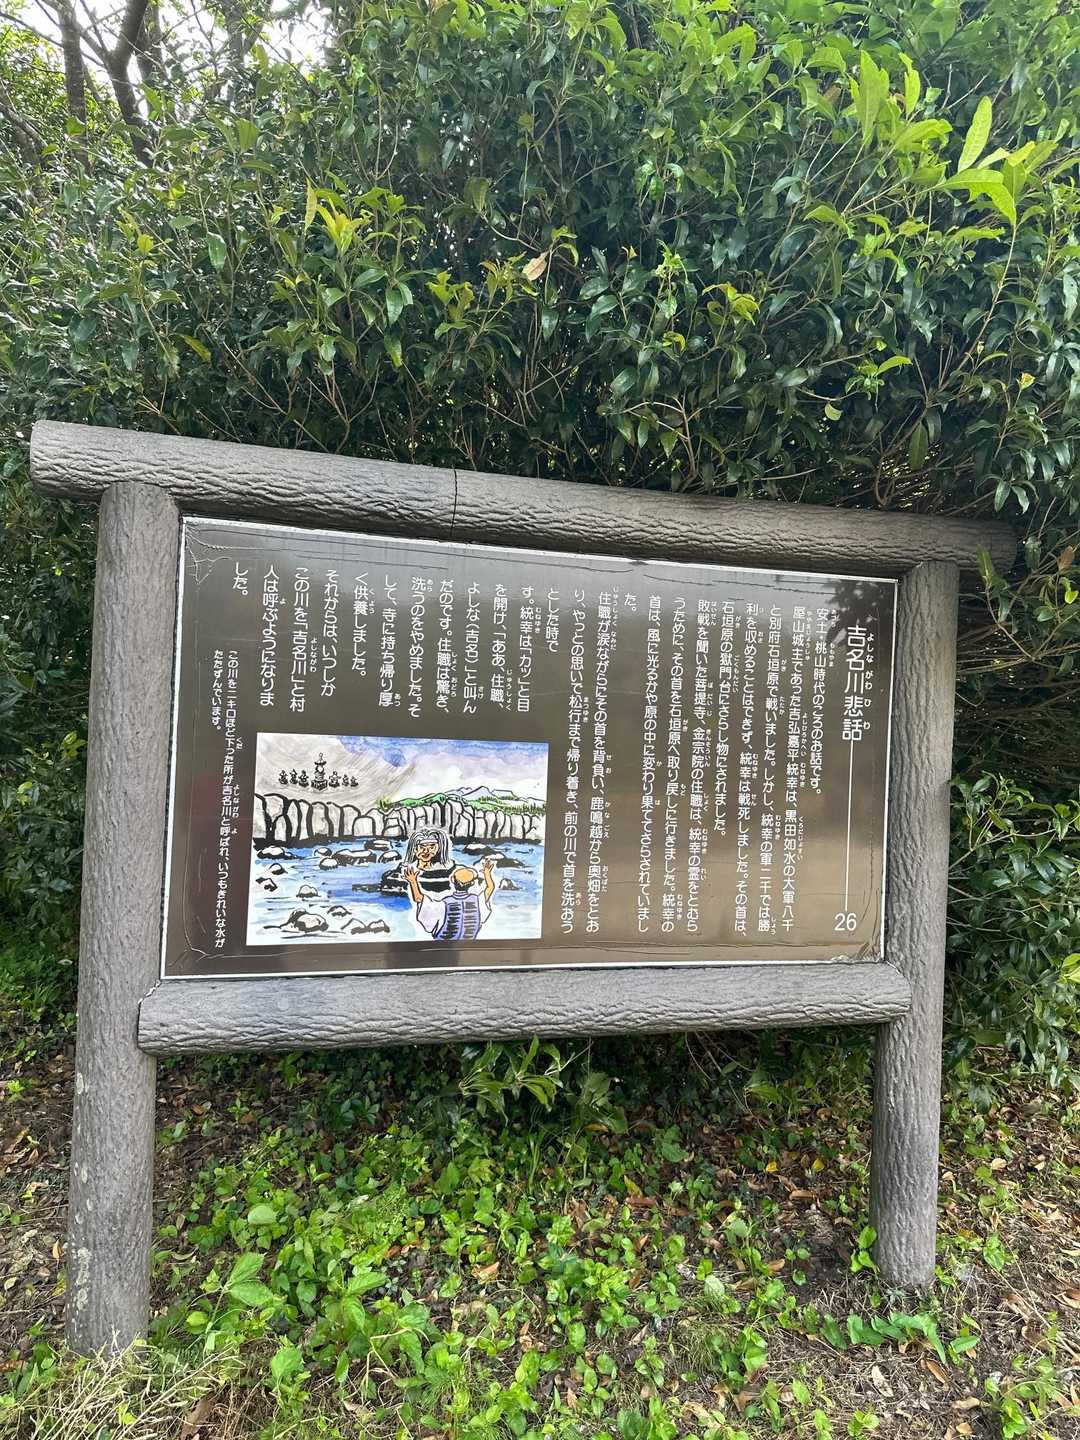 吉名川悲話 26
安土・桃山時代のころのお話です。
屋山城主であった吉弘嘉平統幸は、黒田如水の大軍八千
と別府石垣原で戦いました。しかし、統幸の軍二千では勝
利を収めることはできず、統幸は戦死しました。その首は、
石垣原の獄門台にさらし物にされました。
敗戦を聞いた菩提寺、金宗院の住職は、統幸の霊をとむら
うために、その首を石垣原へ取り戻しに行きました。統幸の
首は、風に光るかや原の中に変わり果ててさらされていまし
た。
住職が涙ながらにその首を背負い、鹿鳴越から奥畑をとお
り、やっとの思いで松行まで帰り着き、前の川で首を洗おう
とした時で
す。統幸は「カッ」と目
を開け、「ああ、住職、
よしな(吉名)」と叫ん
だのです。住職は驚き、
洗うのをやめました。そ
して、寺に持ち帰り厚
く供養しました。
それからは、いつしか
この川を「吉名川」と村
人は呼ぶようになりま
した。
この川を二キロほど下った所が吉名川と呼ばれ、いつもきれいな水が
たたずんでいます。